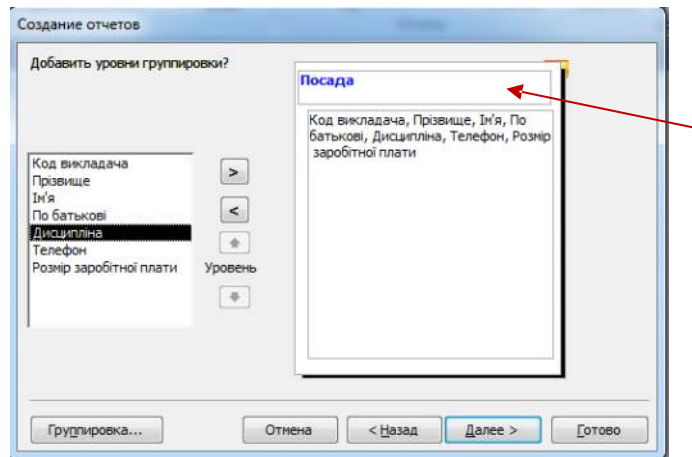 Создание отчетов
Добавить уровни группировки?
Посада
Код викладача, Прізвище, Ім'я, По
батькові, Дисципліна, Телефон, Розмір
заробітної плати
Код викладача
Прізвище
Ім'я
По батькові
Дисципліна
Телефон
Розмір заробітної плати
>
<
Уровень
Группировка...
Отмена
< Назад
Далее >
Готово